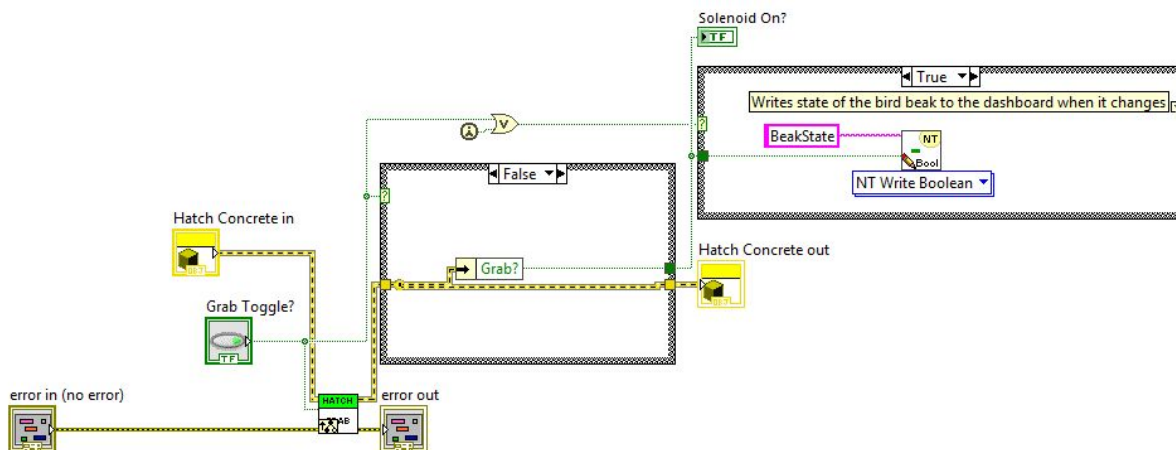 Solenoid On?
TF
True
Writes state of the bird beak to the dashboard when it changes
V
?
BeakState
NT
Bool
NT Write Boolean
False
?
Hatch Concrete in
Grab?
Hatch Concrete out
Grab Toggle?
TF
HATCH
error in (no error)
error out